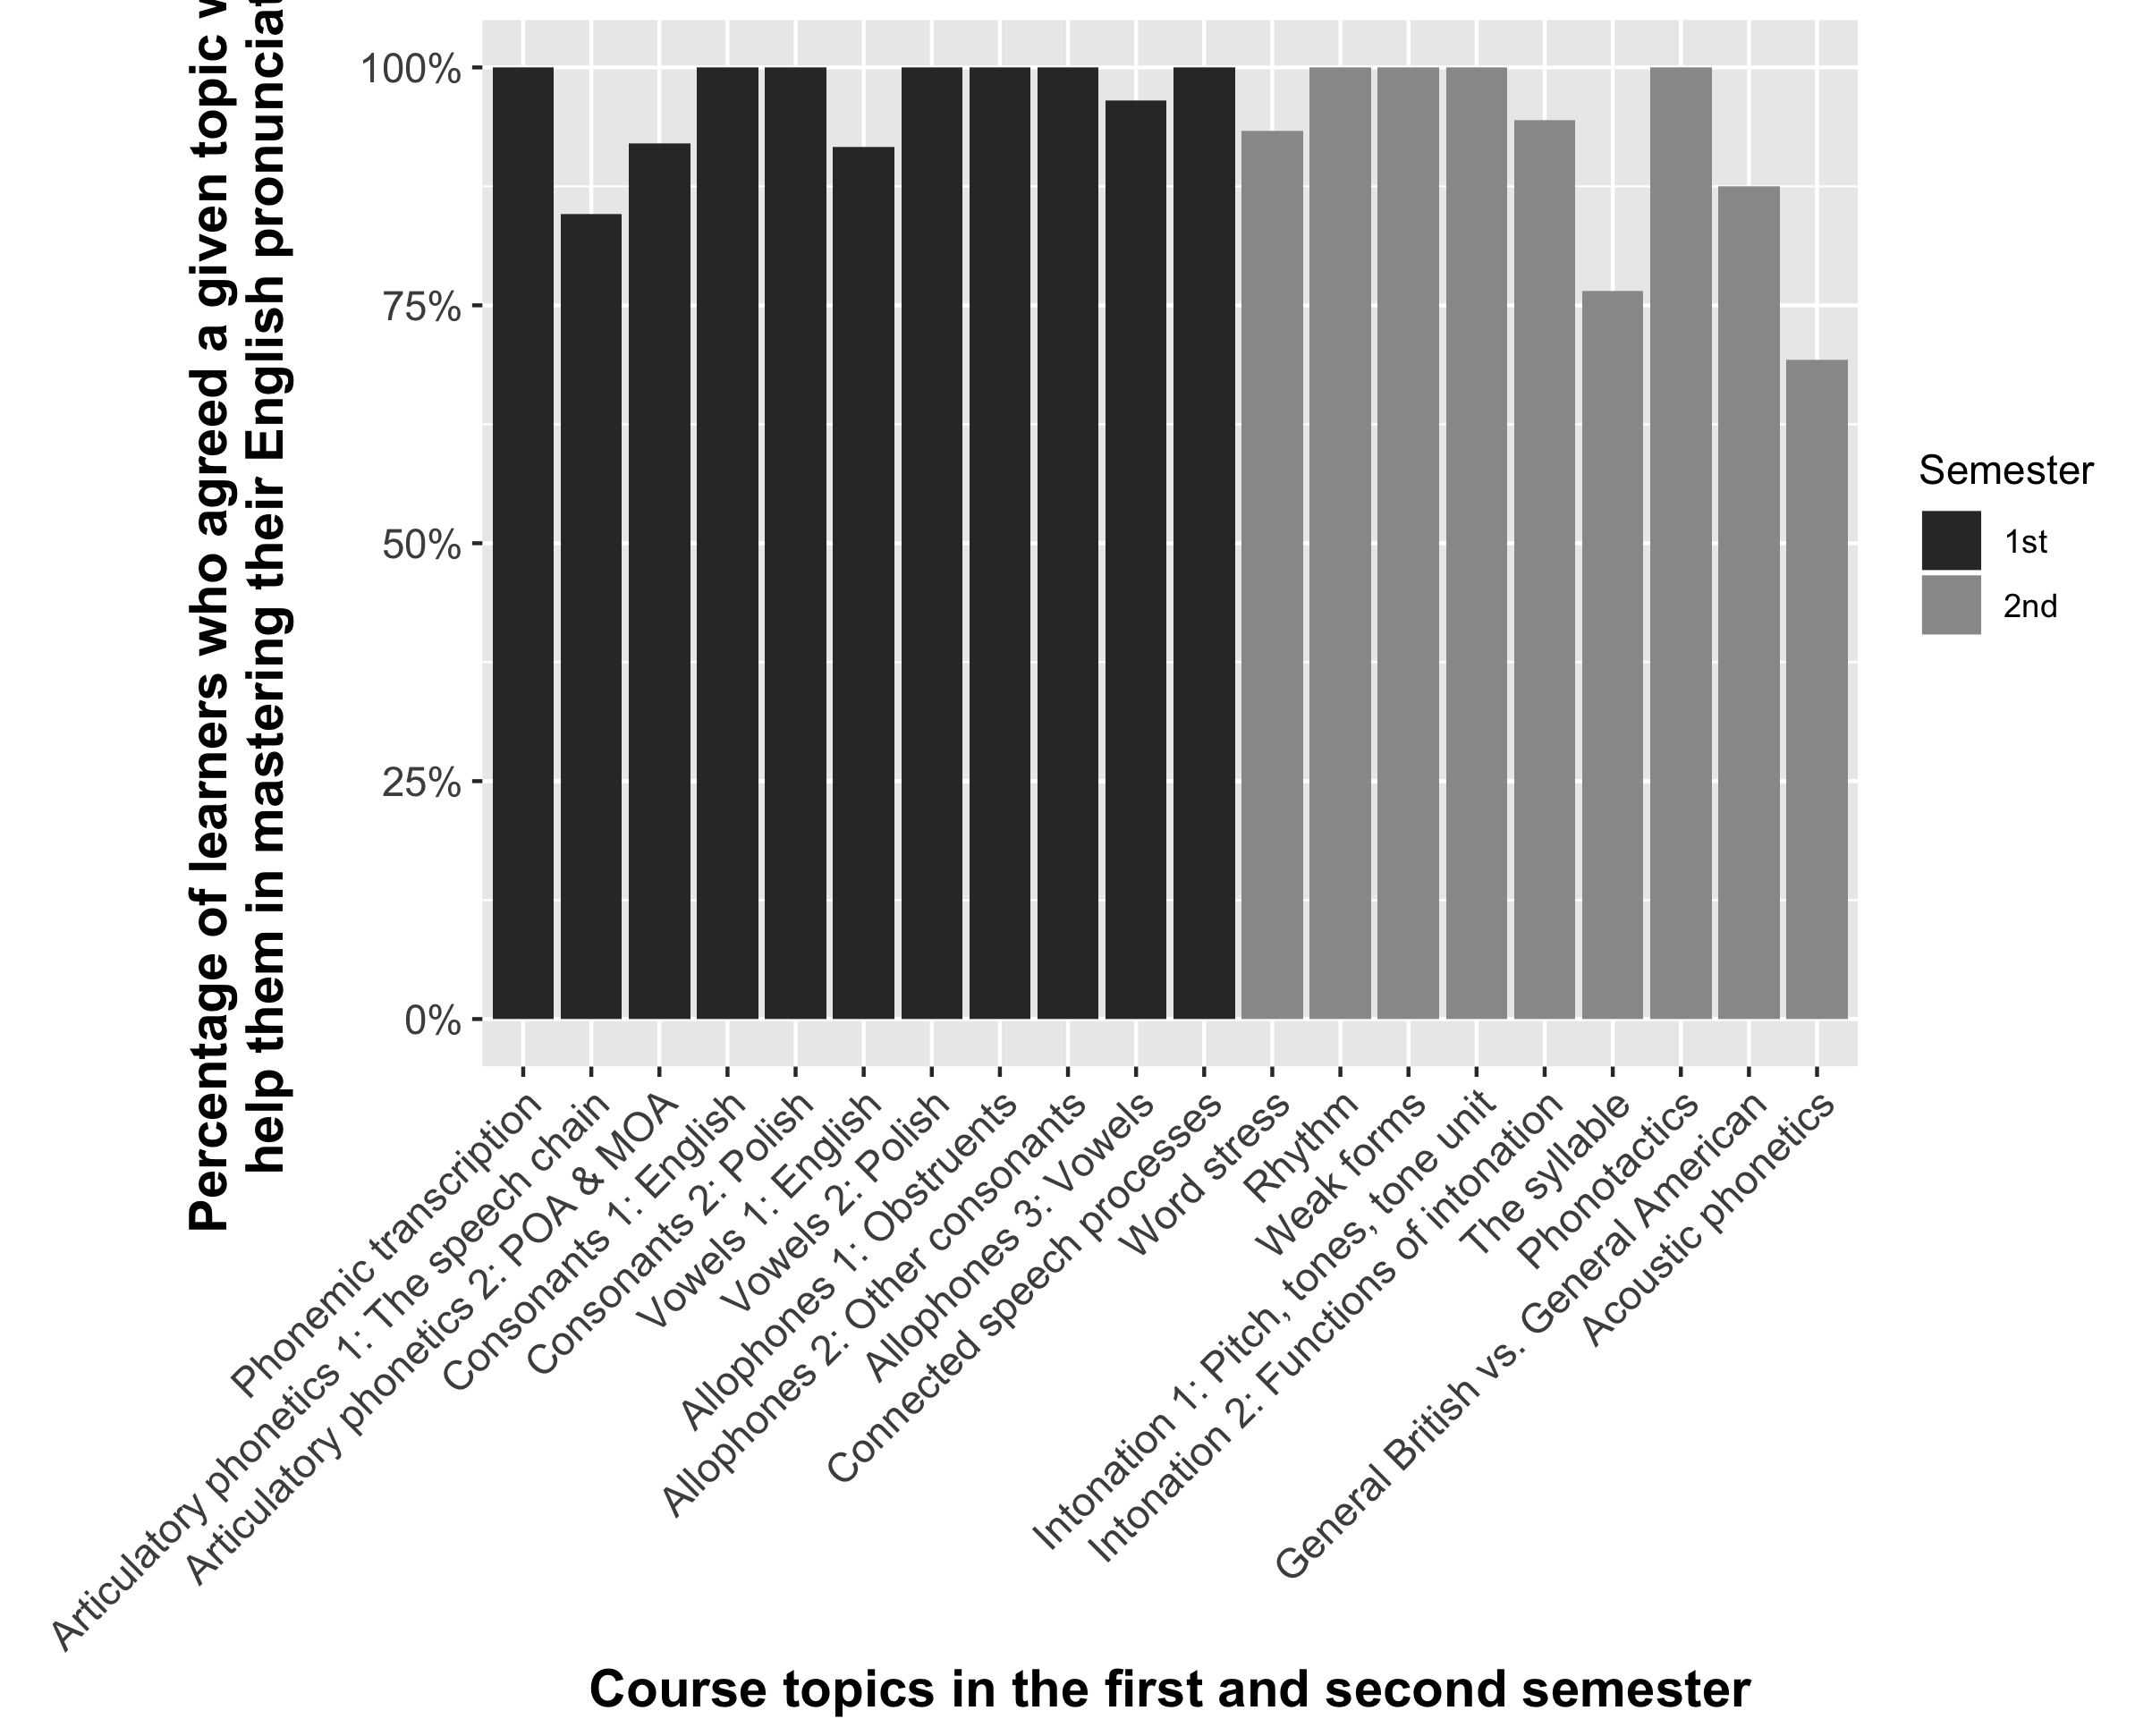 Percentage of learners who agreed a given topic
help them in mastering their English
100%
75%
50%
25%
0%
Semester
1st
2nd
Phonemic transcription
Articulatory phonetics 1: The speech chain
Articulatory phonetics 2: POA & MOA
Consonants 1: English
Consonants 2: Polish
Vowels 1: English
Vowels 2: Polish
Allophones 1: Obstruents
Allophones 2: Other consonants
Allophones 3: Vowels
Connected speech processes
Word stress
Rhythm
Weak forms
Intonation 1: Pitch, tones, tone unit
Intonation 2: Functions of intonation
The syllable
Phonotactics
General British vs. General American
Acoustic phonetics
Course topics in the first and second semester